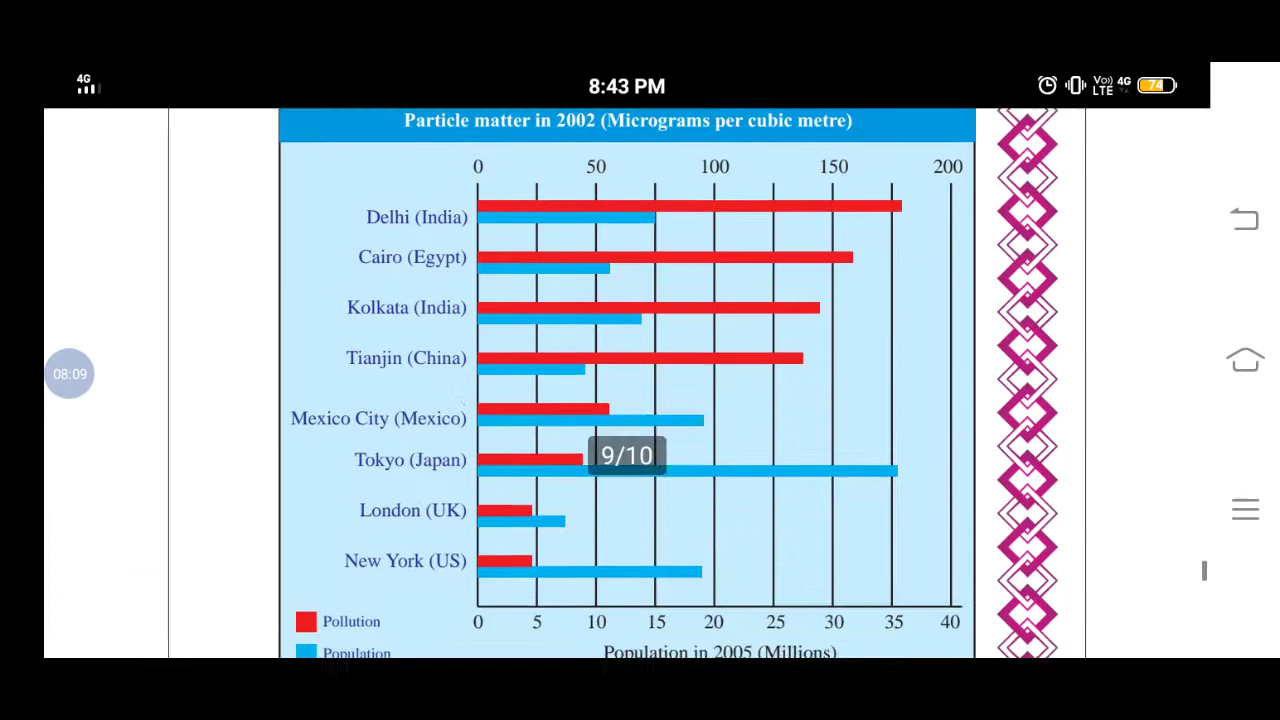 4G
8:43 PM
Vo) 4G
LTE
74
Particle matter in 2002 (Micrograms per cubic metre)
0 50 100 150 200
Delhi (India)
Cairo (Egypt)
Kolkata (India)
Tianjin (China)
Mexico City (Mexico)
Tokyo (Japan)
London (UK)
New York (US)
9/10
08:09
0 5 10 15 20 25 30 35 40
Pollution
Population
Population in 2005 (Millions)